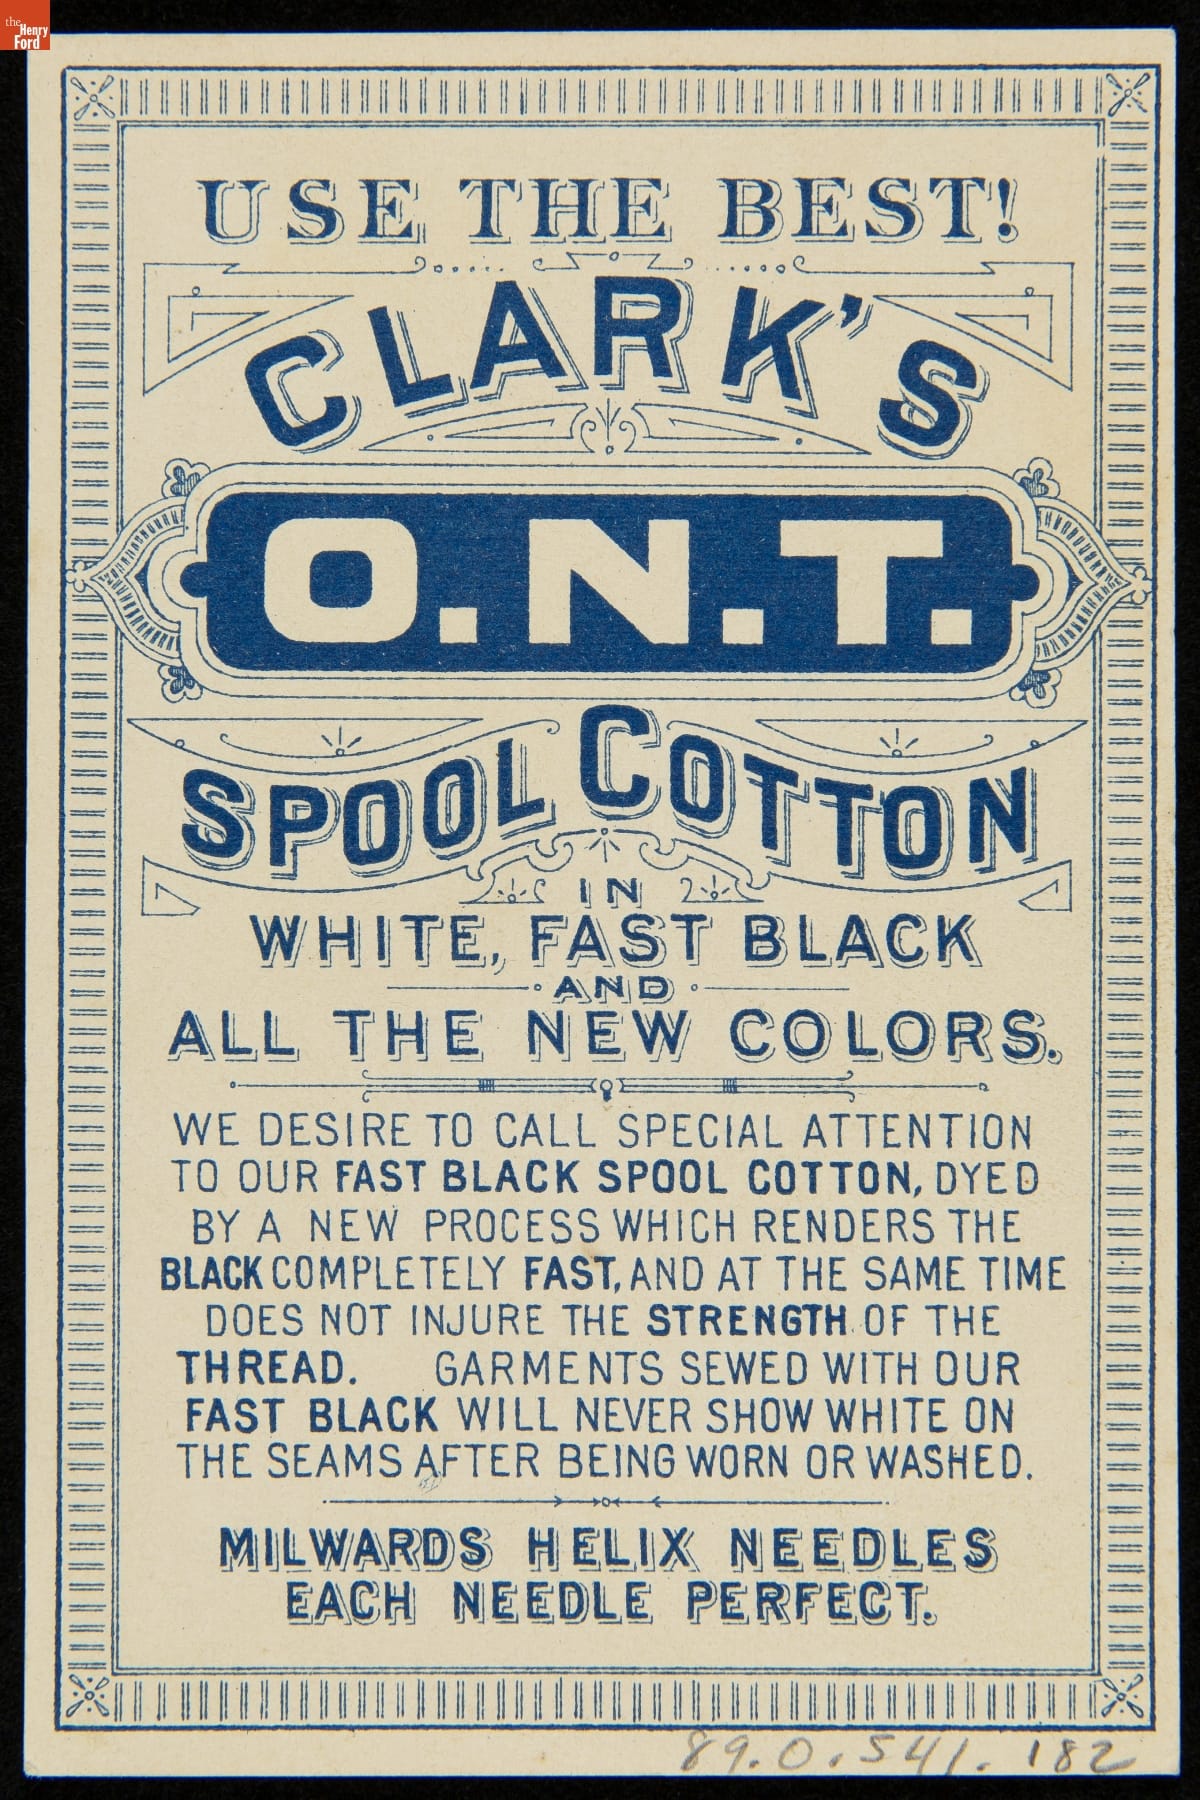 the
Henry
Ford
USE THE BEST!
CLARK'S
O.N.T.
SPOOL COTTON
IN
WHITE, FAST BLACK
AND
ALL THE NEW COLORS.
WE DESIRE TO CALL SPECIAL ATTENTION
TO OUR FAST BLACK SPOOL COTTON, DYED
BY A NEW PROCESS WHICH RENDERS THE
BLACK COMPLETELY FAST, AND AT THE SAME TIME
DOES NOT INJURE THE STRENGTH OF THE
THREAD. GARMENTS SEWED WITH OUR
FAST BLACK WILL NEVER SHOW WHITE ON
THE SEAMS AFTER BEING WORN OR WASHED.
MILWARDS HELIX NEEDLES
EACH NEEDLE PERFECT.
89.0.541.182